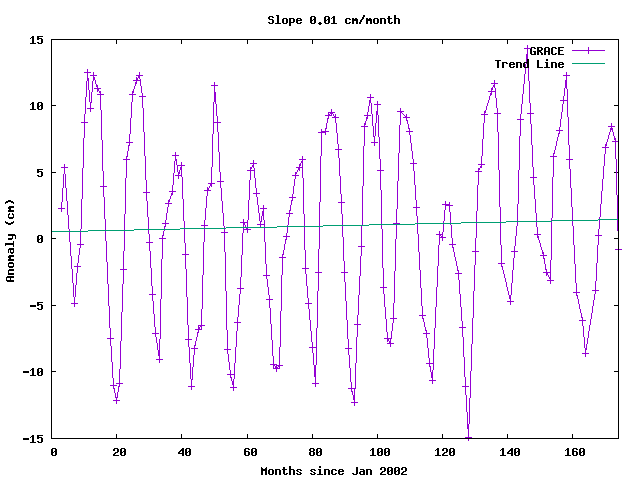 Slope 0.01 cm/month
GRACE
Trend Line
15
10
5
0
-5
-10
-15
Anomaly (cm)
0 20 40 60 80 100 120 140 160
Months since Jan 2002